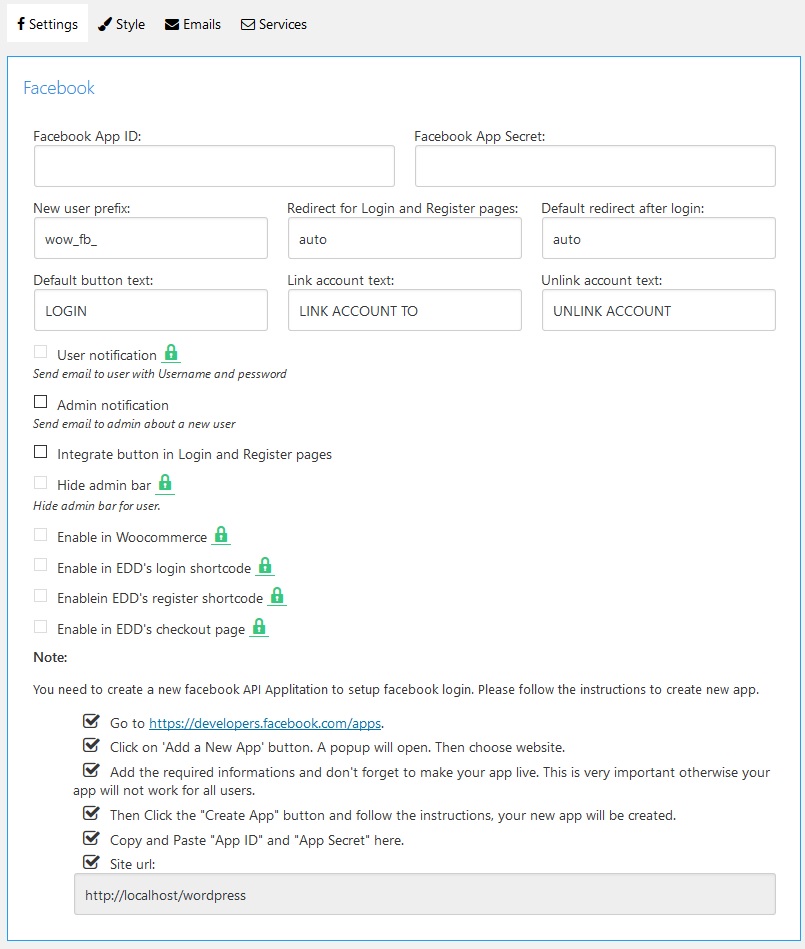 Settings Style Emails Services
Facebook
Facebook App ID: Facebook App Secret:
New user prefix: Redirect for Login and Register pages: Default redirect after login:
wow_fb_ auto auto
Default button text: Link account text: Unlink account text:
LOGIN LINK ACCOUNT TO UNLINK ACCOUNT
User notification
Send email to user with Username and pessword
Admin notification
Send email to admin about a new user
Integrate button in Login and Register pages
Hide admin bar
Hide admin bar for user.
Enable in Woocommerce
Enable in EDD's login shortcode
Enablein EDD's register shortcode
Enable in EDD's checkout page
Note:
You need to create a new facebook API Applitation to setup facebook login. Please follow the instructions to create new app.
Go to https://developers.facebook.com/apps.
Click on 'Add a New App' button. A popup will open. Then choose website.
Add the required informations and don't forget to make your app live. This is very important otherwise your
app will not work for all users.
Then Click the "Create App" button and follow the instructions, your new app will be created.
Copy and Paste "App ID" and "App Secret" here.
Site url:
http://localhost/wordpress